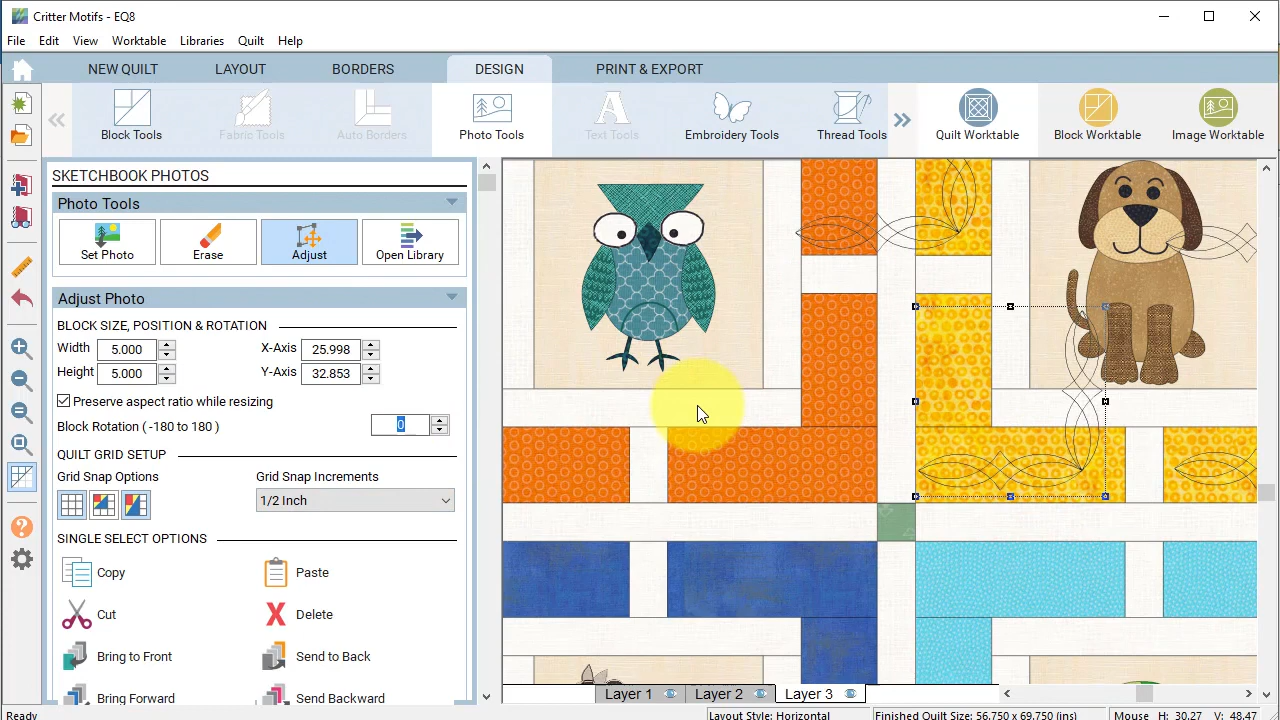 Critter Motifs - EQ8
File Edit View Worktable Libraries Quilt Help
NEW QUILT LAYOUT BORDERS DESIGN PRINT & EXPORT
Block Tools Fabric Tools Auto Borders Photo Tools Text Tools Embroidery Tools Thread Tools Quilt Worktable Block Worktable Image Worktable
SKETCHBOOK PHOTOS
Photo Tools
Set Photo Erase Adjust Open Library
Adjust Photo
BLOCK SIZE, POSITION & ROTATION
Width 5.000 X-Axis 25.998
Height 5.000 Y-Axis 32.853
Preserve aspect ratio while resizing
Block Rotation ( -180 to 180 ) 0
QUILT GRID SETUP
Grid Snap Options Grid Snap Increments
1/2 Inch
SINGLE SELECT OPTIONS
Copy Paste
Cut Delete
Bring to Front Send to Back
Bring Forward Send Backward
Layer 1 Layer 2 Layer 3
Ready Layout Style: Horizontal Finished Quilt Size: 56.750 x 69.750 (ins) Mouse H: 30.27 V: 48.47